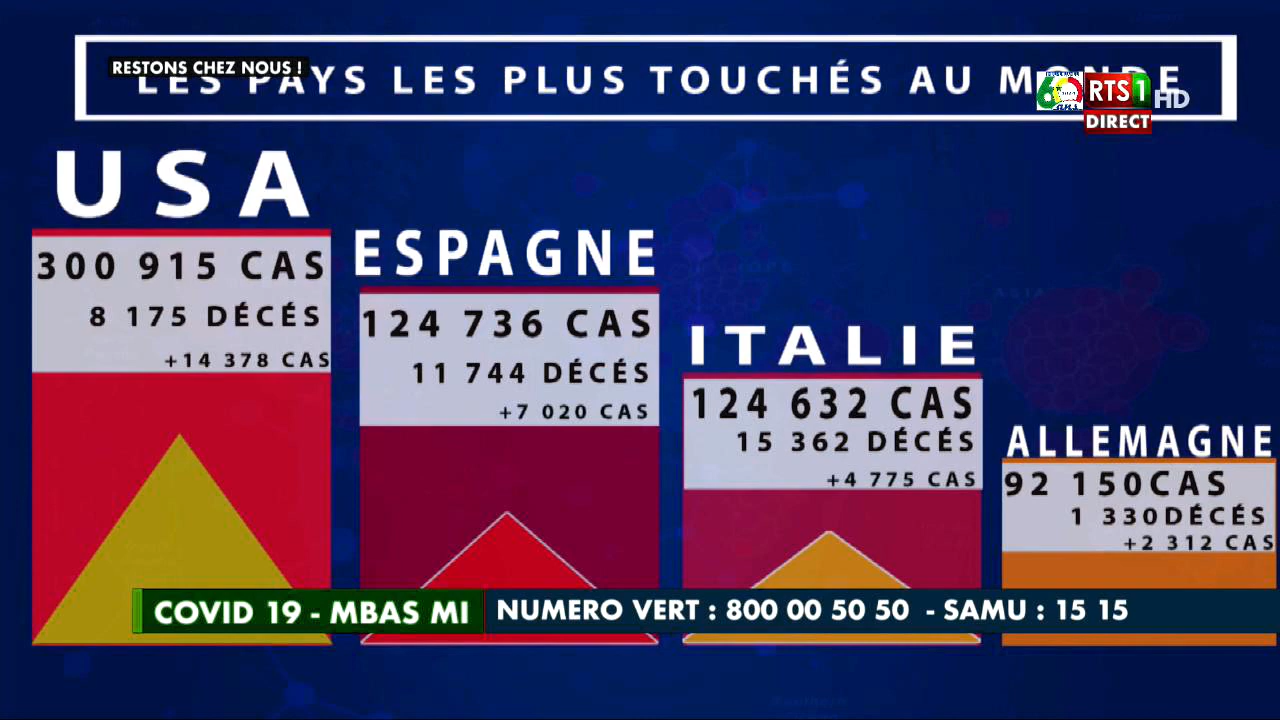 RESTONS CHEZ NOUS !
LES PAYS LES PLUS TOUCHÉS AU MONDE
RTS1 HD
DIRECT
USA
300 915 CAS
8 175 DÉCÉS
+14 378 CAS
ESPAGNE
124 736 CAS
11 744 DÉCÉS
+7 020 CAS
ITALIE
124 632 CAS
15 362 DÉCÉS
+4 775 CAS
ALLEMAGNE
92 150CAS
1 330DÉCÉS
+2 312 CAS
COVID 19 - MBAS MI
NUMERO VERT : 800 00 50 50 - SAMU : 15 15